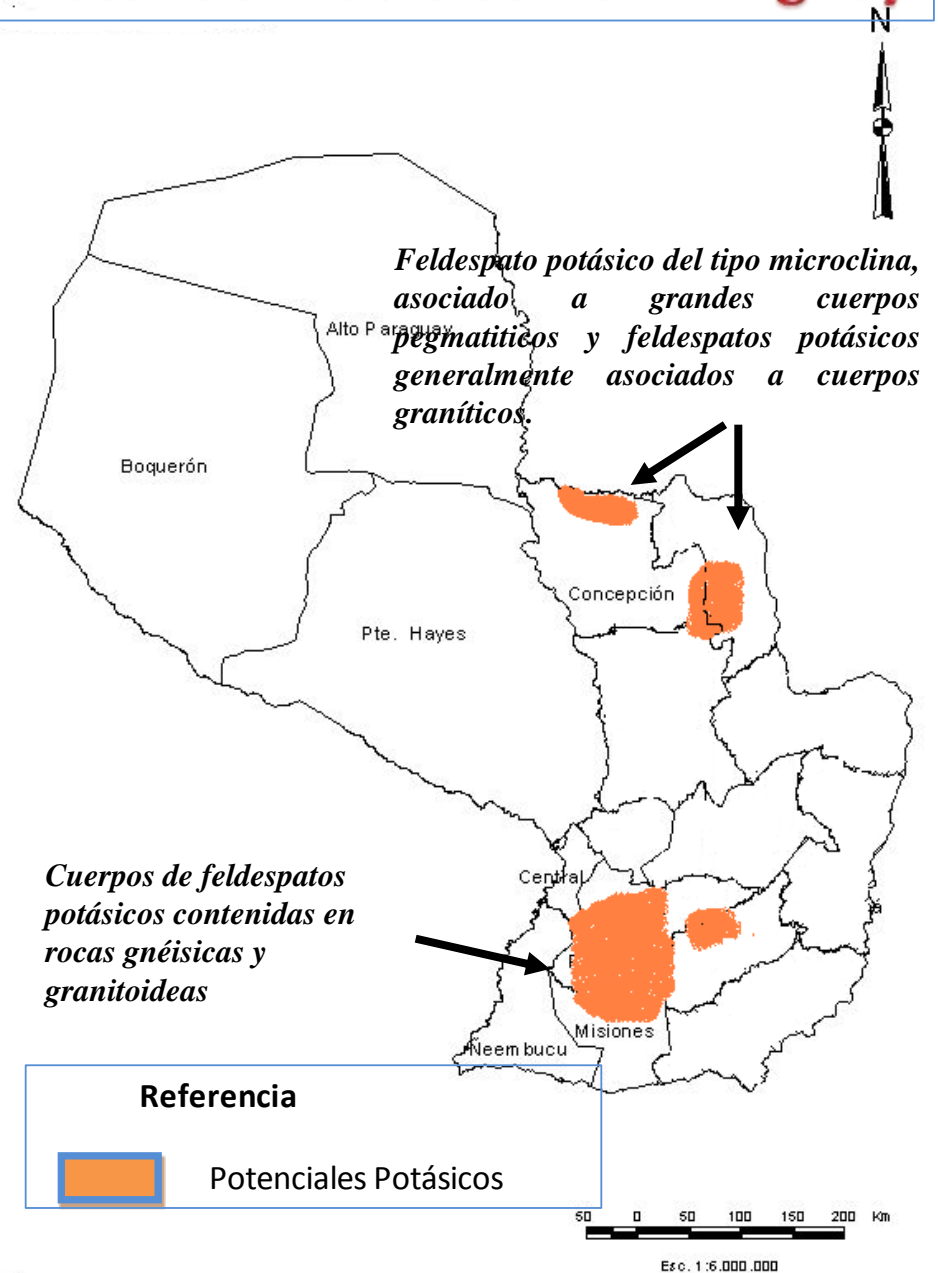 N
Feldespato potásico del tipo microclina,
asociado a grandes cuerpos
pegmatiticos y feldespatos potásicos
generalmente asociados a cuerpos
graníticos.
Alto Paraguay
Boquerón
Concepción
Pte. Hayes
Central
Cuerpos de feldespatos
potásicos contenidas en
rocas gnéisicas y
granitoideas
Misiones
Ñeembucu
Referencia
Potenciales Potásicos
50 0 50 100 150 200 Km
Esc. 1:6.000.000